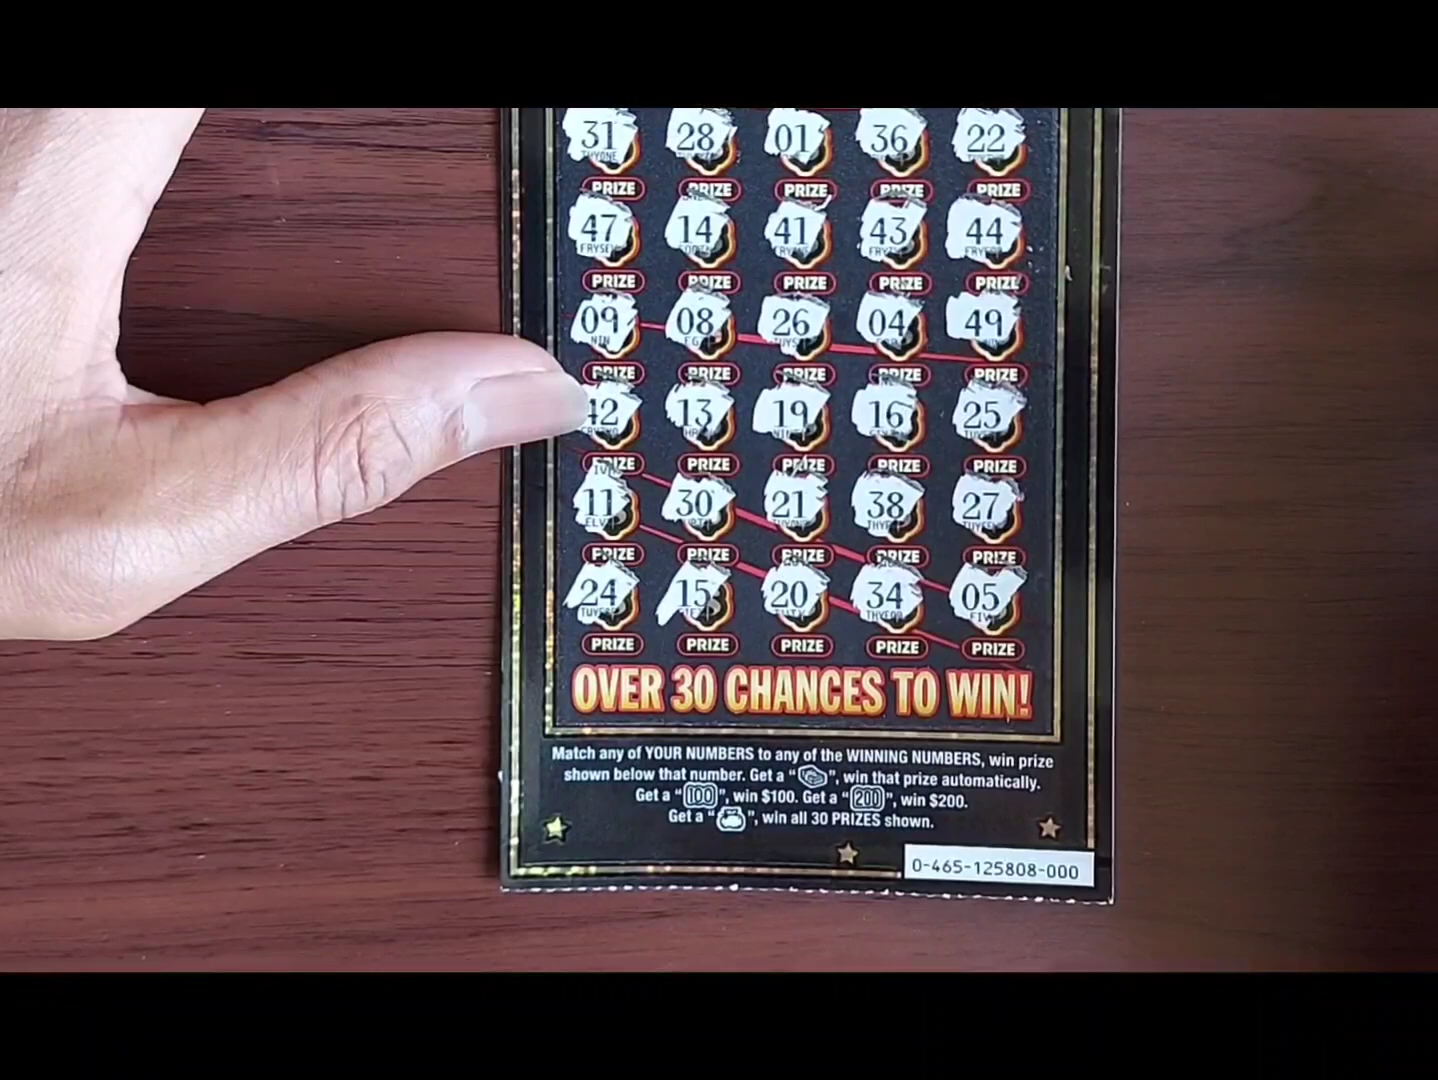 31 28 01 36 22
THYONE
PRIZE PRIZE PRIZE PRIZE PRIZE
47 14 41 43 44
PRIZE PRIZE PRIZE PRIZE PRIZE
09 08 26 04 49
NIN
PRIZE PRIZE PRIZE PRIZE PRIZE
42 13 19 16 25
PRIZE PRIZE PRIZE PRIZE PRIZE
11 30 21 38 27
PRIZE PRIZE PRIZE PRIZE PRIZE
24 15 20 34 05
PRIZE PRIZE PRIZE PRIZE PRIZE
OVER 30 CHANCES TO WIN!
Match any of YOUR NUMBERS to any of the WINNING NUMBERS, win prize
shown below that number. Get a " ", win that prize automatically.
Get a "100", win $100. Get a "200", win $200.
Get a " ", win all 30 PRIZES shown.
0-465-125808-000